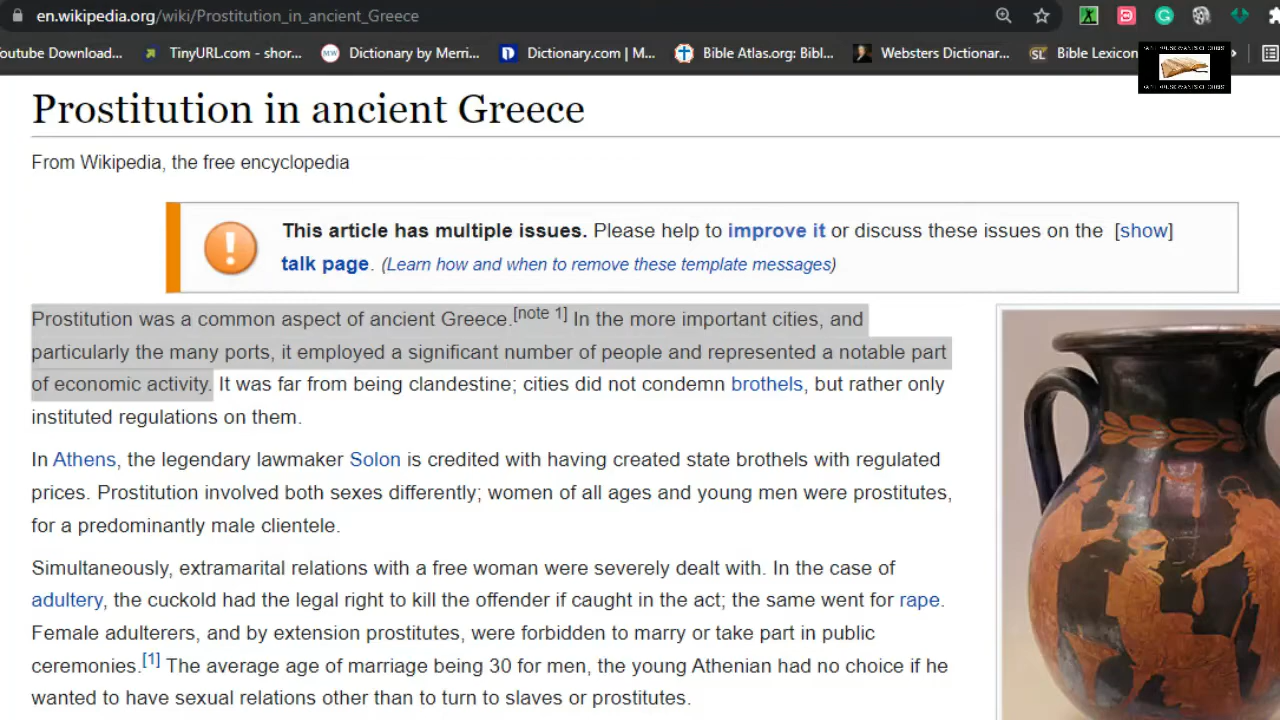 en.wikipedia.org/wiki/Prostitution_in_ancient_Greece
outube Download... TinyURL.com - shor... Dictionary by Merri... Dictionary.com | M... Bible Atlas.org: Bibl... Websters Dictionar... SL Bible Lexicon
Prostitution in ancient Greece
From Wikipedia, the free encyclopedia
This article has multiple issues. Please help to improve it or discuss these issues on the [show]
talk page. (Learn how and when to remove these template messages)
Prostitution was a common aspect of ancient Greece.[note 1] In the more important cities, and
particularly the many ports, it employed a significant number of people and represented a notable part
of economic activity. It was far from being clandestine; cities did not condemn brothels, but rather only
instituted regulations on them.
In Athens, the legendary lawmaker Solon is credited with having created state brothels with regulated
prices. Prostitution involved both sexes differently; women of all ages and young men were prostitutes,
for a predominantly male clientele.
Simultaneously, extramarital relations with a free woman were severely dealt with. In the case of
adultery, the cuckold had the legal right to kill the offender if caught in the act; the same went for rape.
Female adulterers, and by extension prostitutes, were forbidden to marry or take part in public
ceremonies.[1] The average age of marriage being 30 for men, the young Athenian had no choice if he
wanted to have sexual relations other than to turn to slaves or prostitutes.